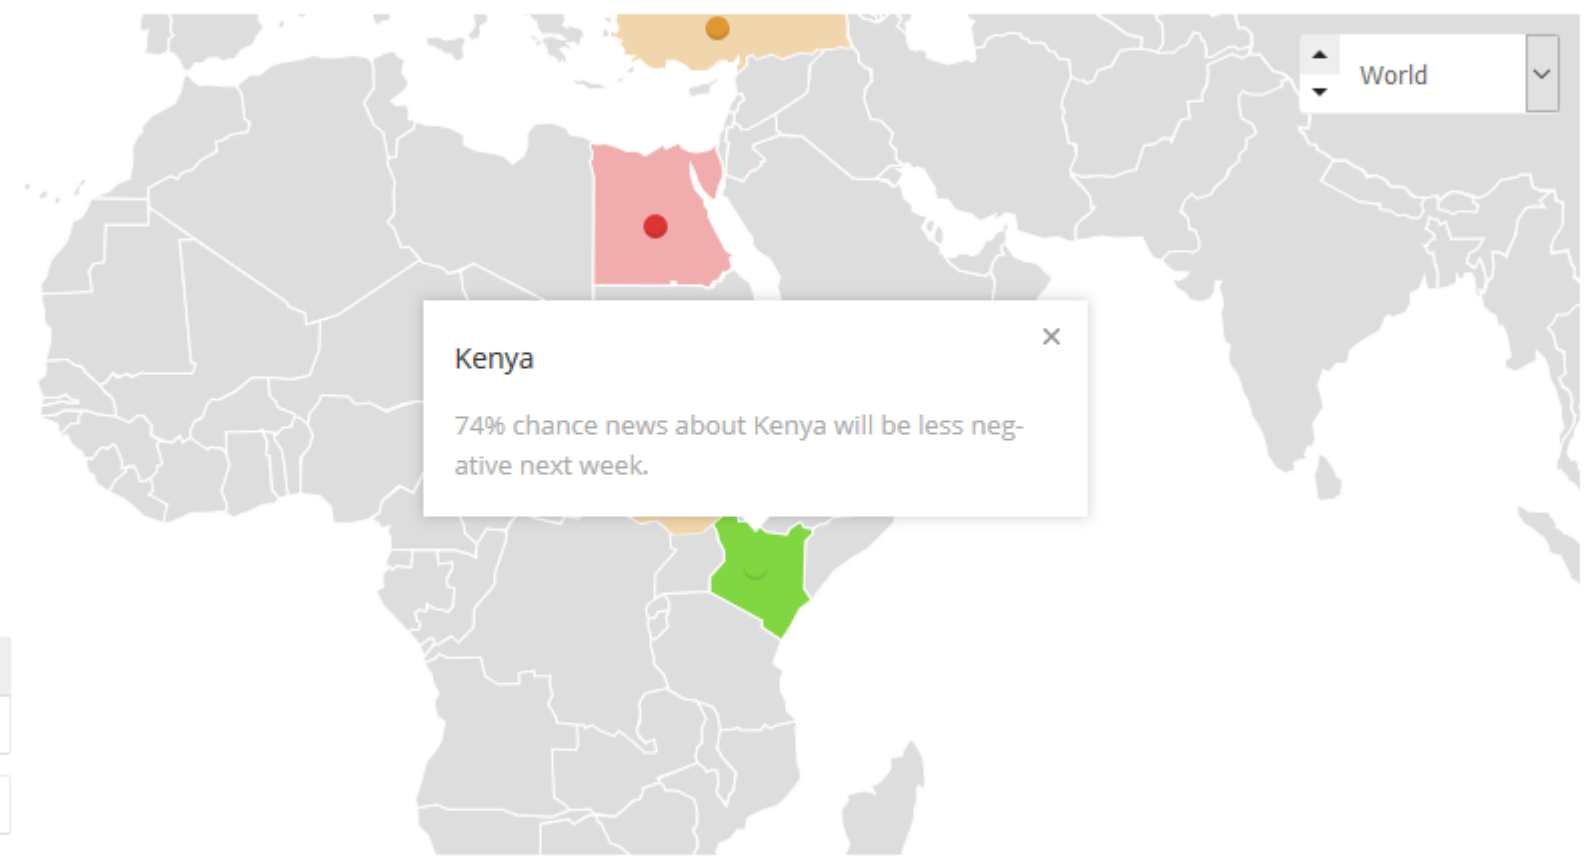 World
Kenya
74% chance news about Kenya will be less neg-
ative next week.